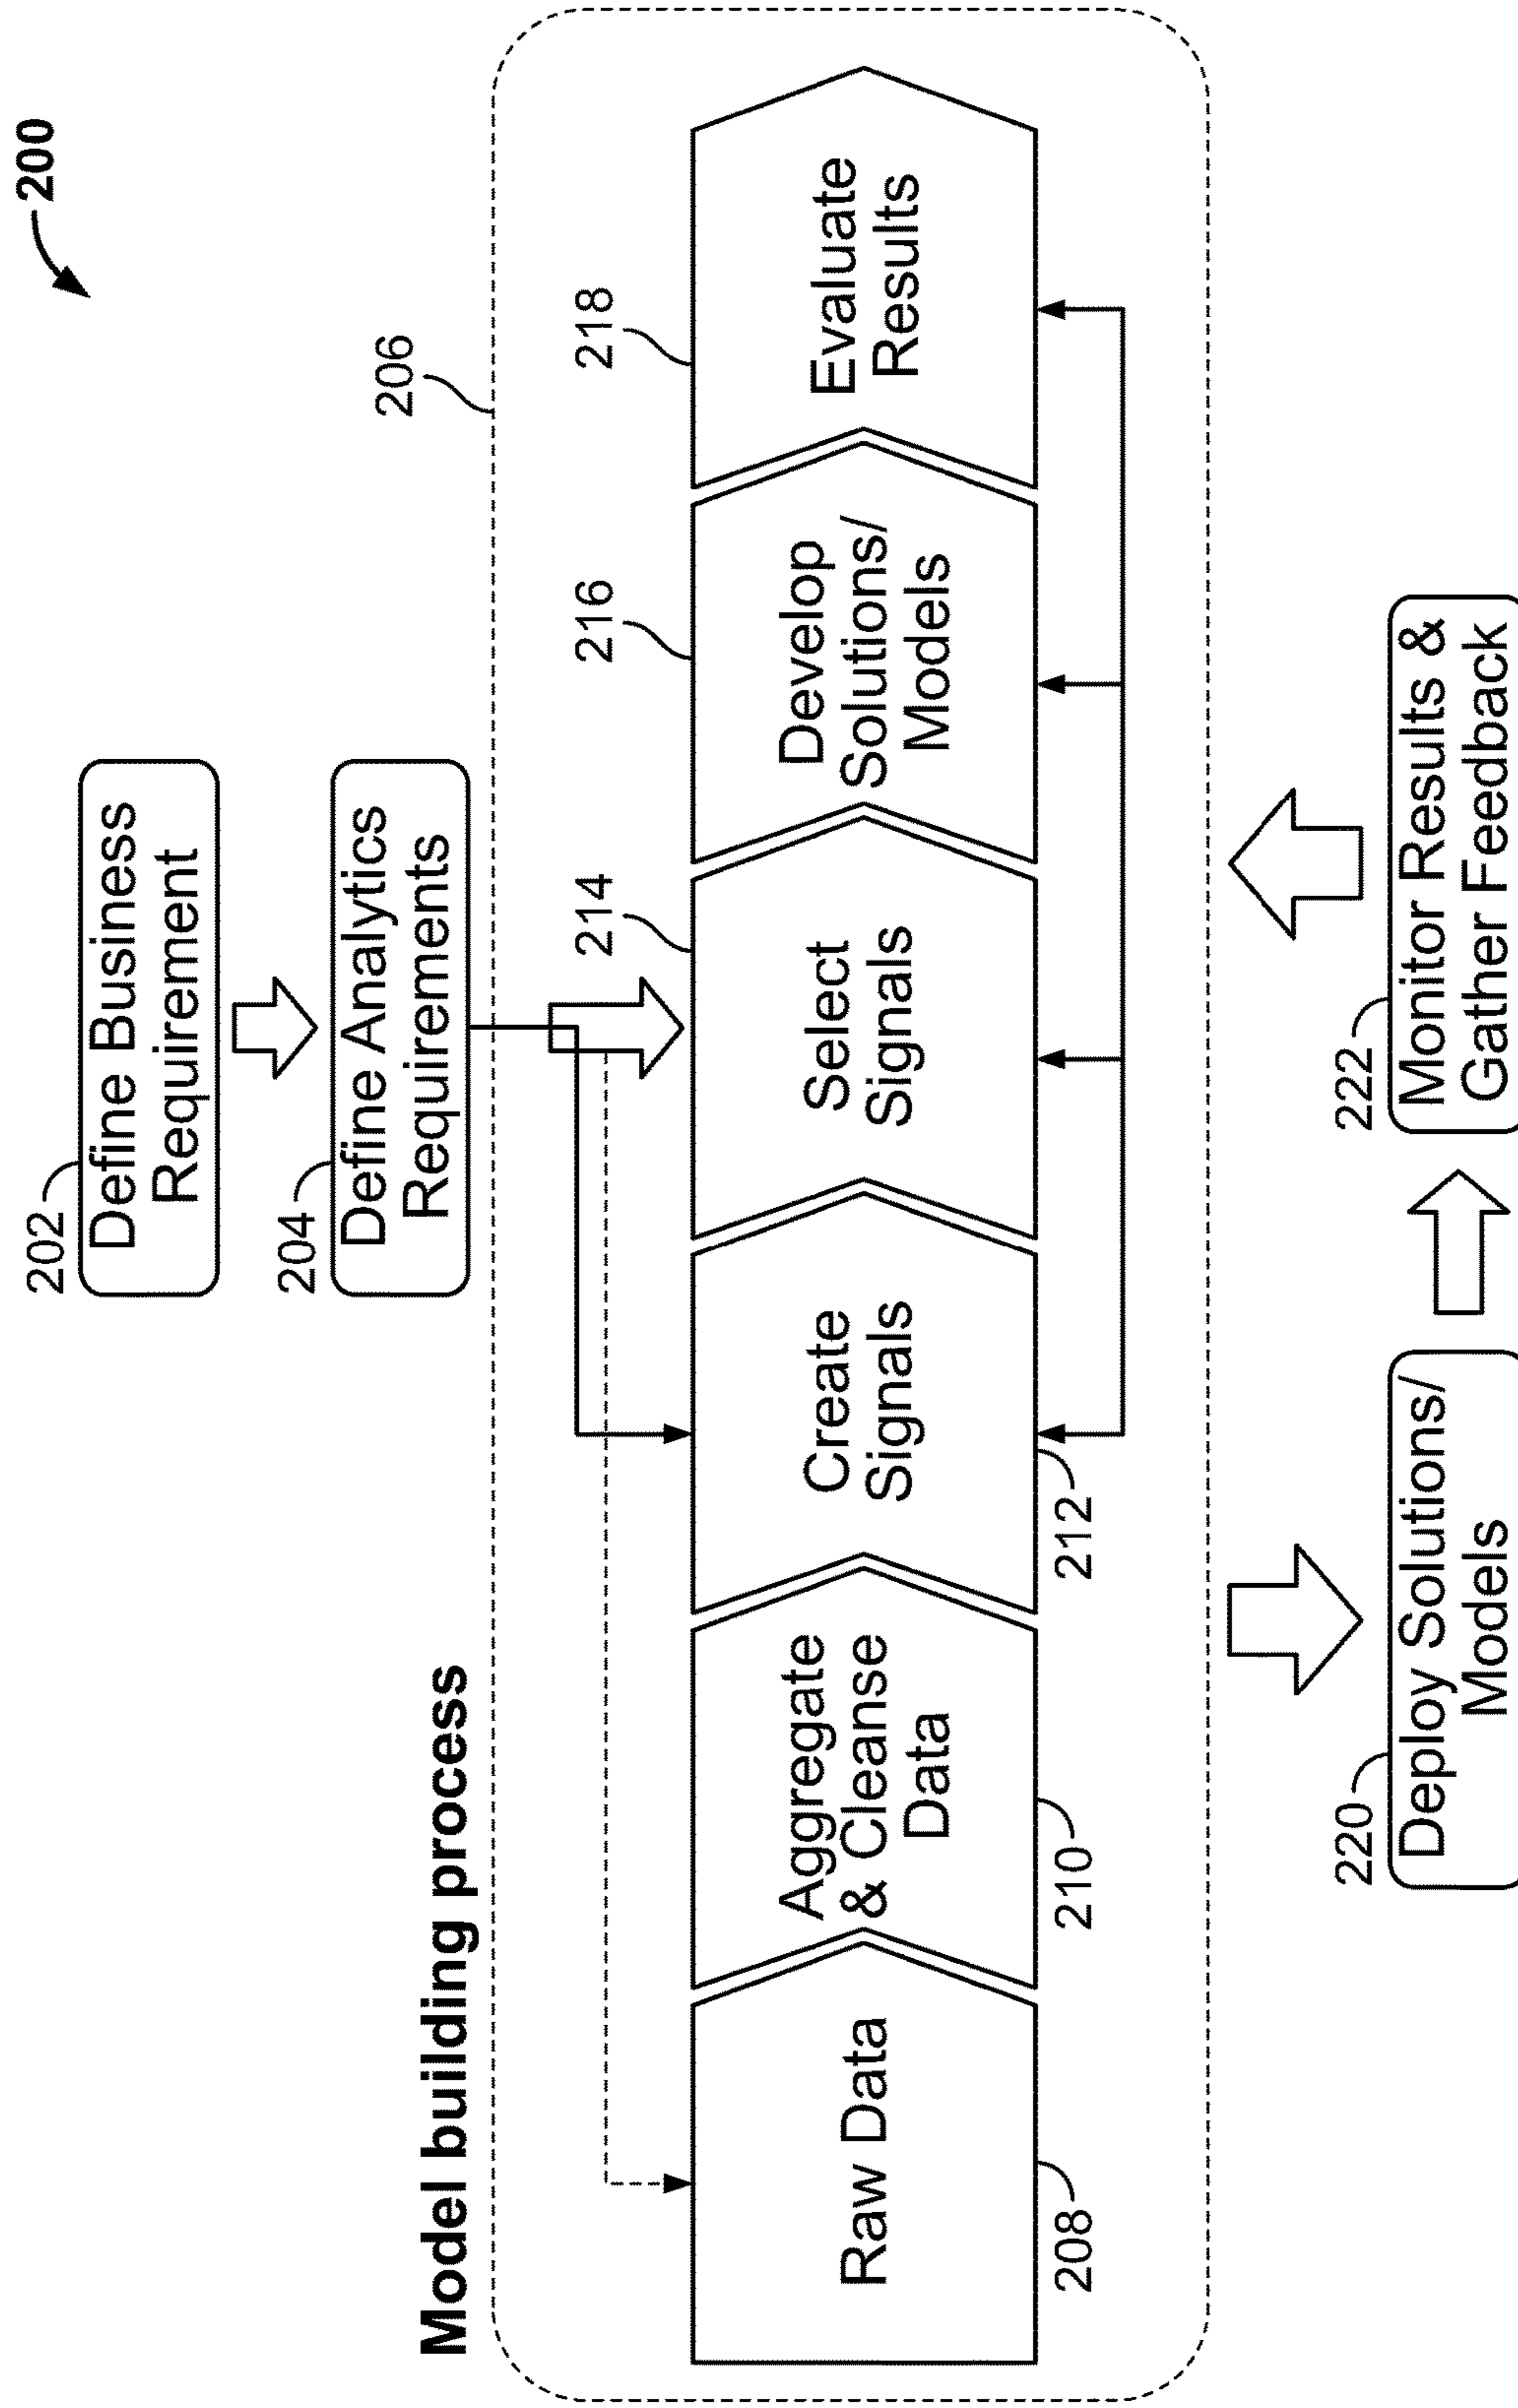 200
202
Define Business
Requirement
204
Define Analytics
Requirements
Model building process
206
214
216
218
Raw Data
Aggregate
& Cleanse
Data
Create
Signals
Select
Signals
Develop
Solutions/
Models
Evaluate
Results
208
210
212
220
Deploy Solutions/
Models
222
Monitor Results &
Gather Feedback